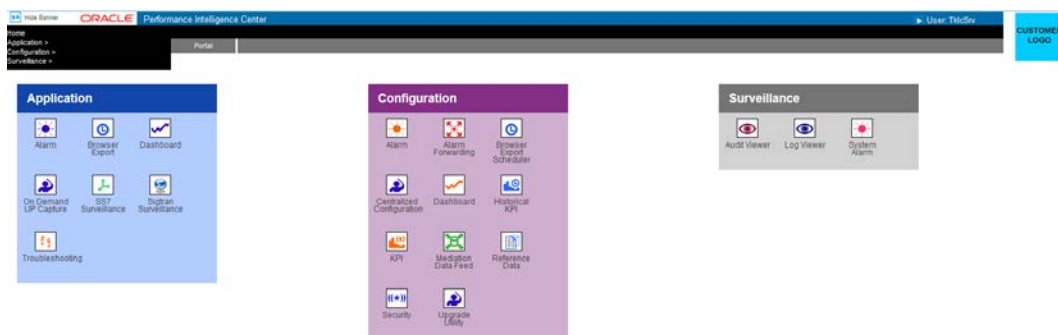 Hide Banner ORACLE Performance Intelligence Center
User: TklcSrv
CUSTOMER
LOGO
Home
Application >
Configuration >
Surveillance >
Portal
Application
Alarm
Browser
Export
Dashboard
On Demand
UP Capture
SS7
Surveillance
Sigtran
Surveillance
Troubleshooting
Configuration
Alarm
Alarm
Forwarding
Browser
Export
Scheduler
Centralized
Configuration
Dashboard
Historical
KPI
KPI
Mediation
Data Feed
Reference
Data
Security
Upgrade
Utility
Surveillance
Audit Viewer
Log Viewer
System
Alarm